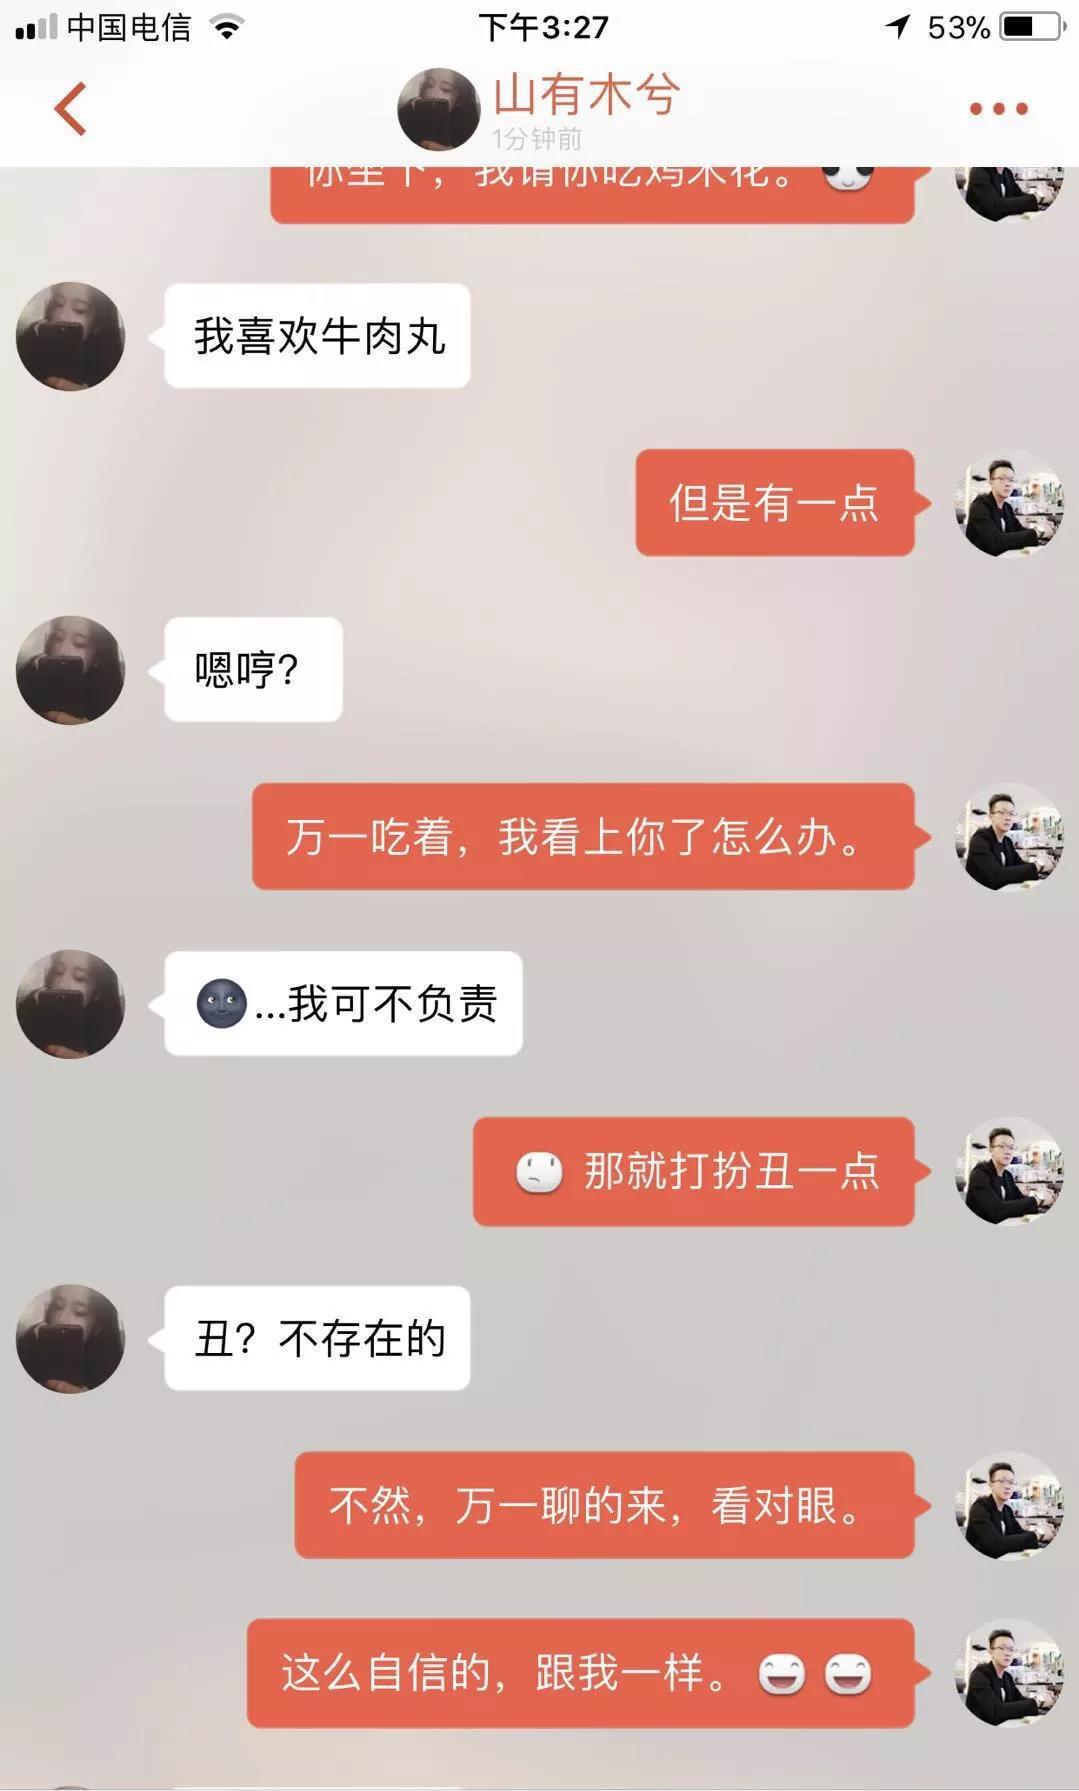 中国电信
下午3:27
53%
山有木兮
1分钟前
你坐下，我请你吃鸡米花。
我喜欢牛肉丸
但是有一点
嗯哼？
万一吃着，我看上你了怎么办。
...我可不负责
那就打扮丑一点
丑？不存在的
不然，万一聊的来，看对眼。
这么自信的，跟我一样。